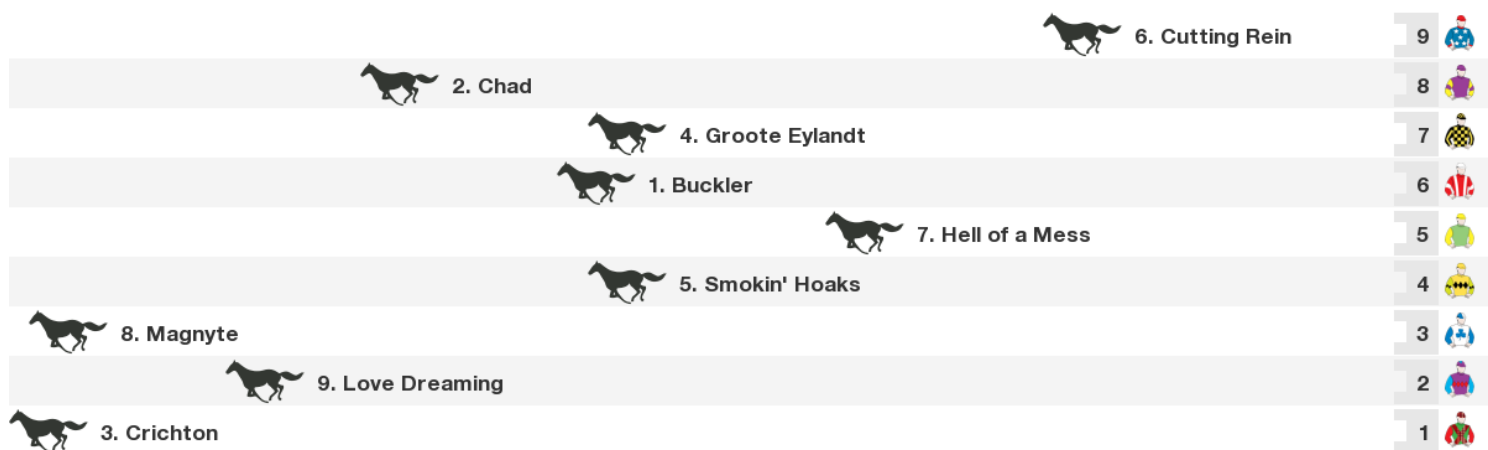 6. Cutting Rein 9
2. Chad 8
4. Groote Eylandt 7
1. Buckler 6
7. Hell of a Mess 5
5. Smokin' Hoaks 4
8. Magnyte 3
9. Love Dreaming 2
3. Crichton 1